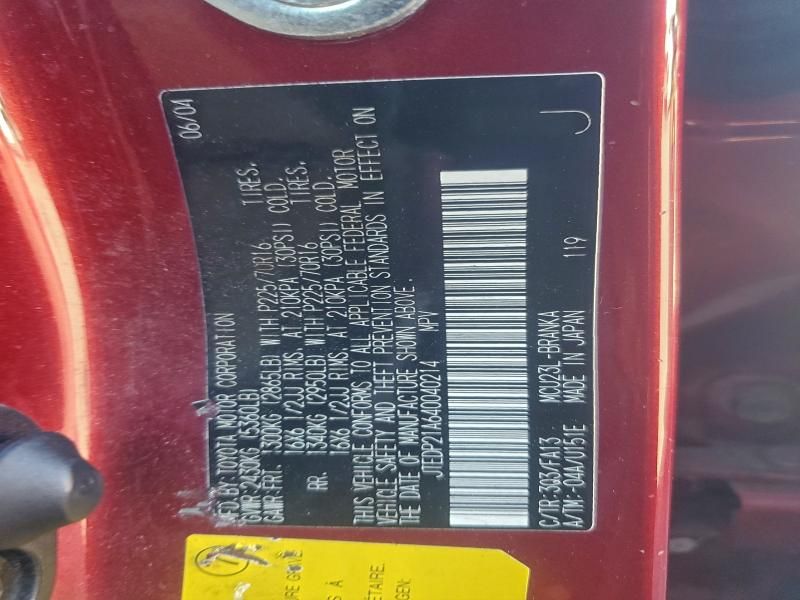 MFD.BY: TOYOTA MOTOR CORPORATION 06/04
GVWR: 2430KG (5360LB)
GAWR: FRT. 1300KG (2865LB) WITH P225/70R16 TIRES.
16X6 1/2JJ RIMS. AT 210KPA (30PSI) COLD.
RR. 1340KG (2950LB) WITH P225/70R16 TIRES.
16X6 1/2JJ RIMS. AT 210KPA (30PSI) COLD.
THIS VEHICLE CONFORMS TO ALL APPLICABLE FEDERAL MOTOR
VEHICLE SAFETY AND THEFT PREVENTION STANDARDS IN EFFECT ON
THE DATE OF MANUFACTURE SHOWN ABOVE.
JTEDP21A640040214 MPV
C/TR:3Q3/FA13 MCU23L-BRANKA 119 J
A/TM:-04A/U151E MADE IN JAPAN
S À
ÉTAIRE.
GEN: